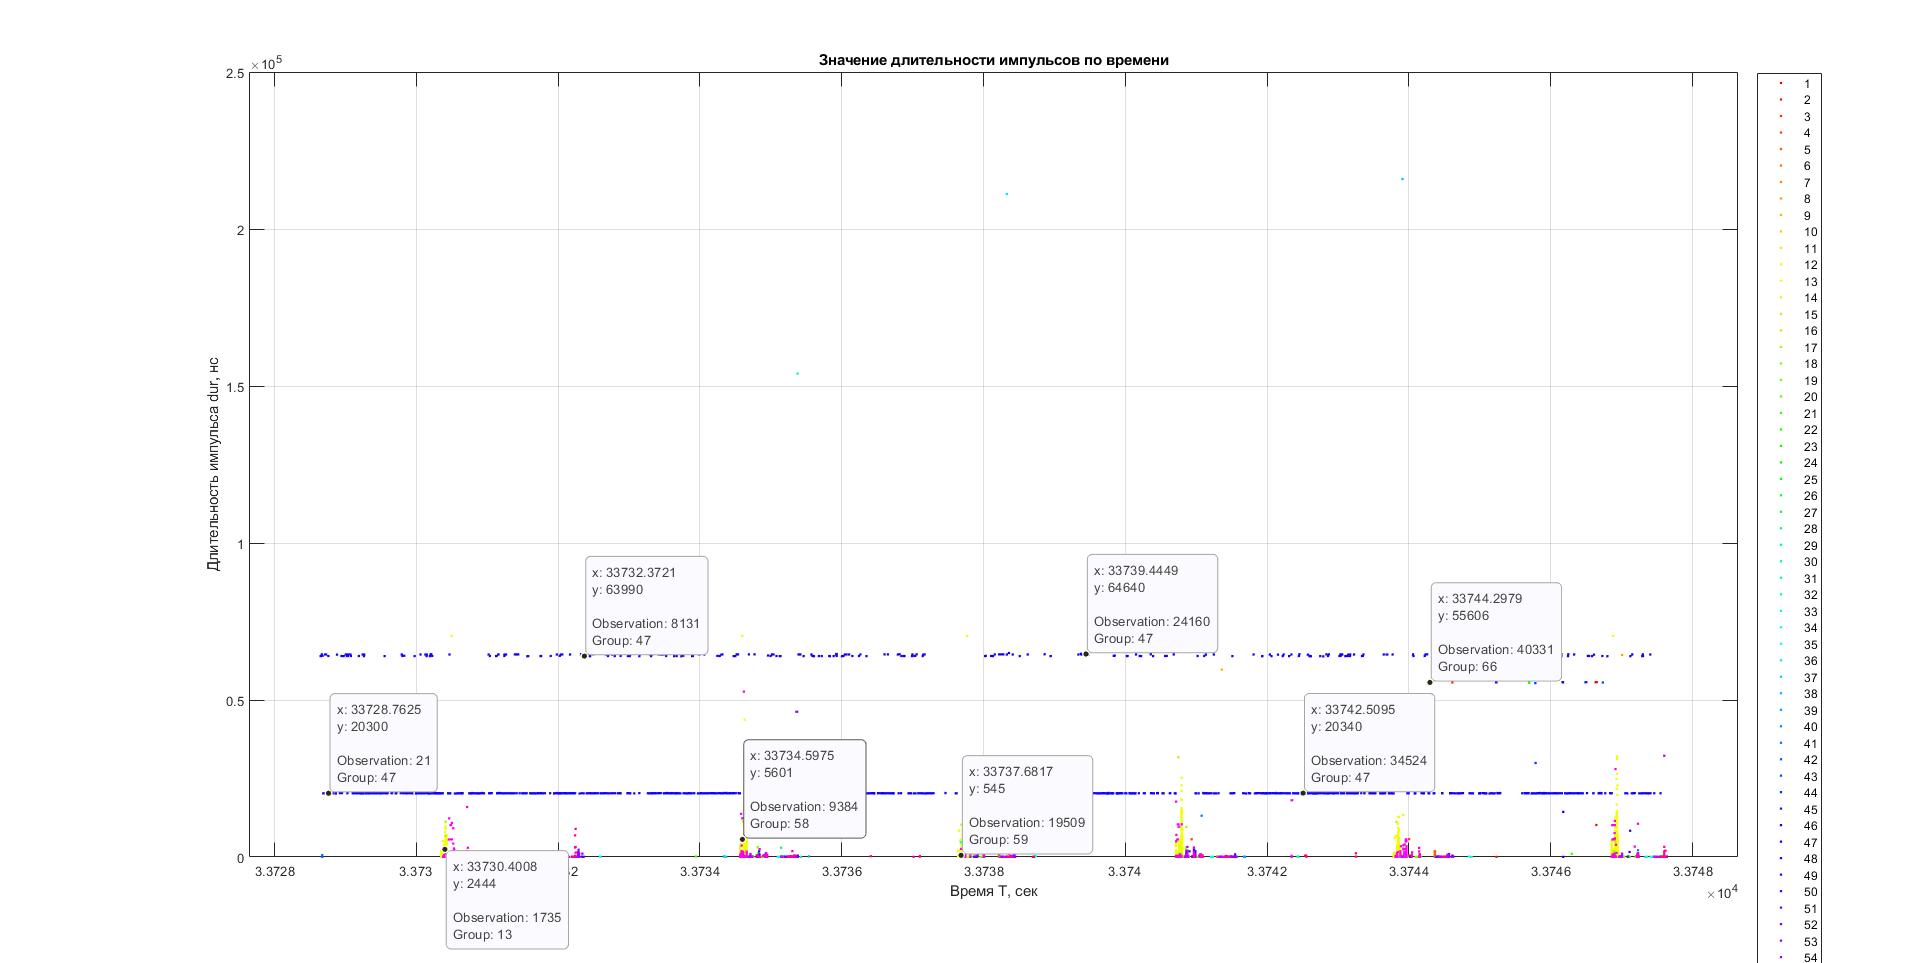 Значение длительности импульсов по времени
×10^5
2.5
2
1.5
1
0.5
0
Длительность импульса dur, нс
x: 33732.3721
y: 63990
Observation: 8131
Group: 47
x: 33739.4449
y: 64640
Observation: 24160
Group: 47
x: 33744.2979
y: 55606
Observation: 40331
Group: 66
x: 33728.7625
y: 20300
Observation: 21
Group: 47
x: 33734.5975
y: 5601
Observation: 9384
Group: 58
x: 33737.6817
y: 545
Observation: 19509
Group: 59
x: 33742.5095
y: 20340
Observation: 34524
Group: 47
x: 33730.4008
y: 2444
Observation: 1735
Group: 13
3.3728 3.373 2 3.3734 3.3736 3.3738 3.374 3.3742 3.3744 3.3746 3.3748
Время T, сек
×10^4
1
2
3
4
5
6
7
8
9
10
11
12
13
14
15
16
17
18
19
20
21
22
23
24
25
26
27
28
29
30
31
32
33
34
35
36
37
38
39
40
41
42
43
44
45
46
47
48
49
50
51
52
53
54